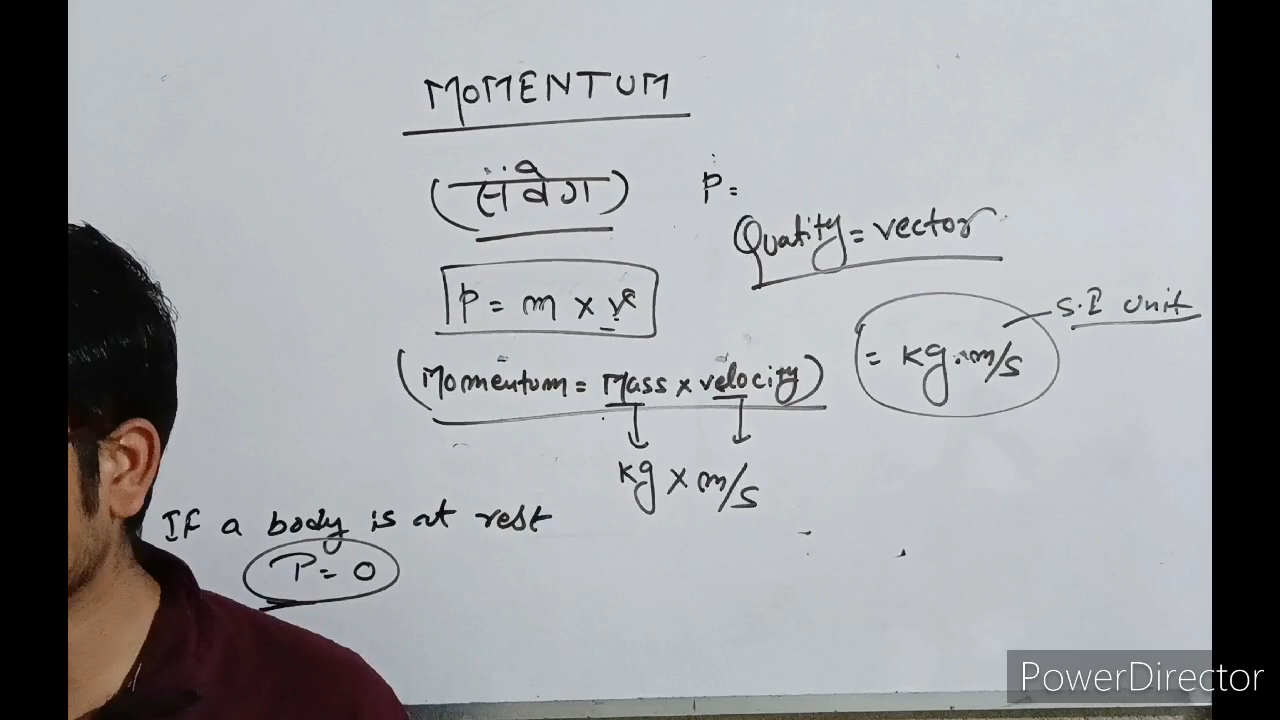 MOMENTUM
(संवेग)
P =
Quatity = vector
P = m × v
S.I unit
(Momentum = Mass × velocity)
= kg.m/s
kg × m/s
If a body is at rest
P = 0
PowerDirector